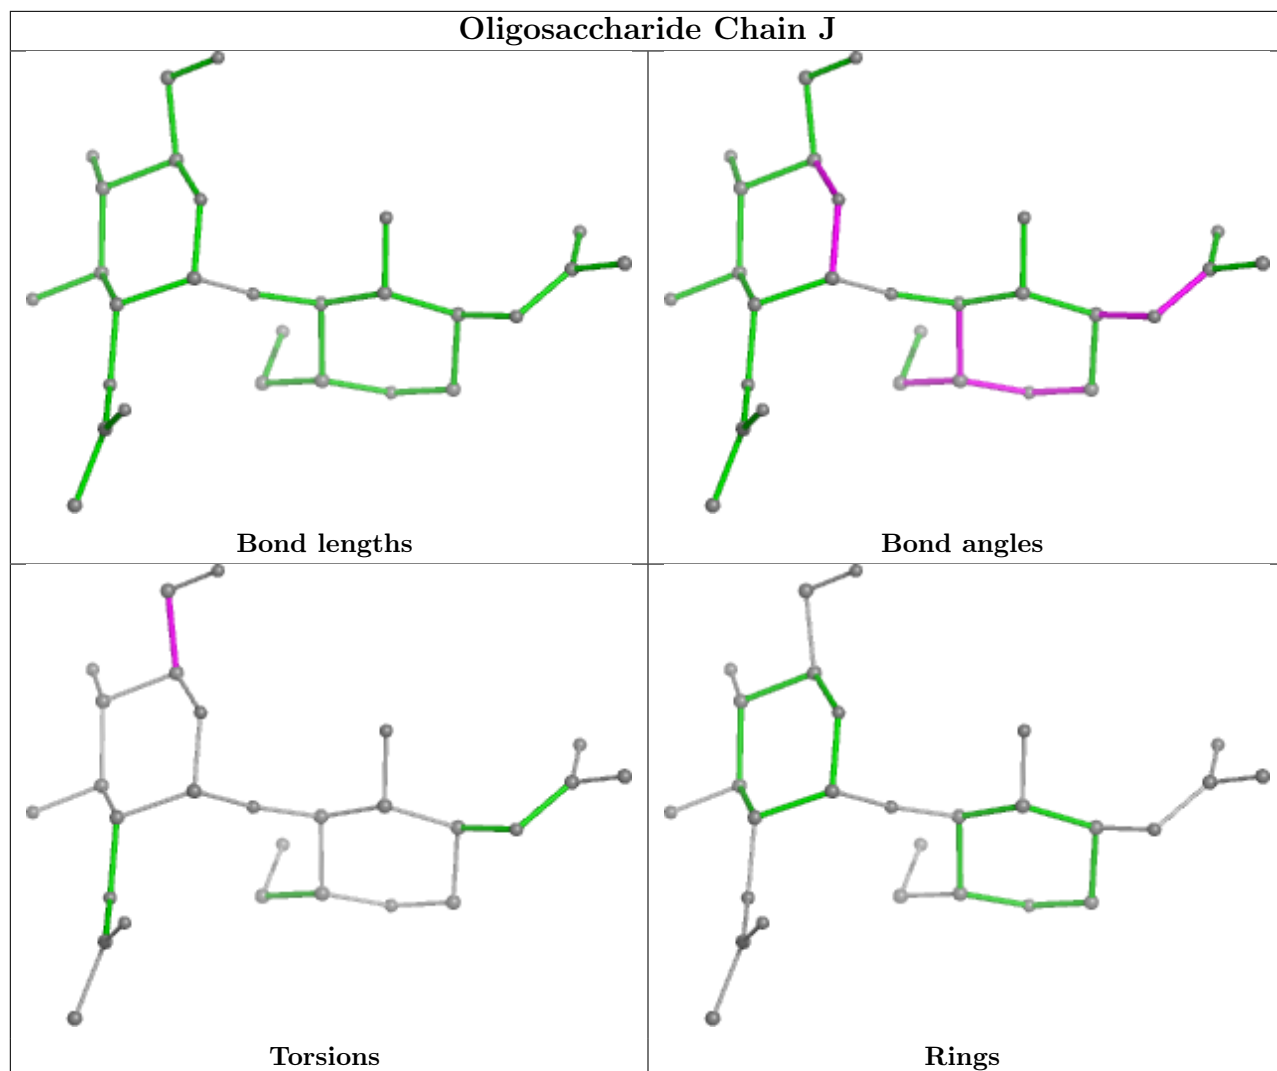 Oligosaccharide Chain J
Bond lengths
Bond angles
Torsions
Rings